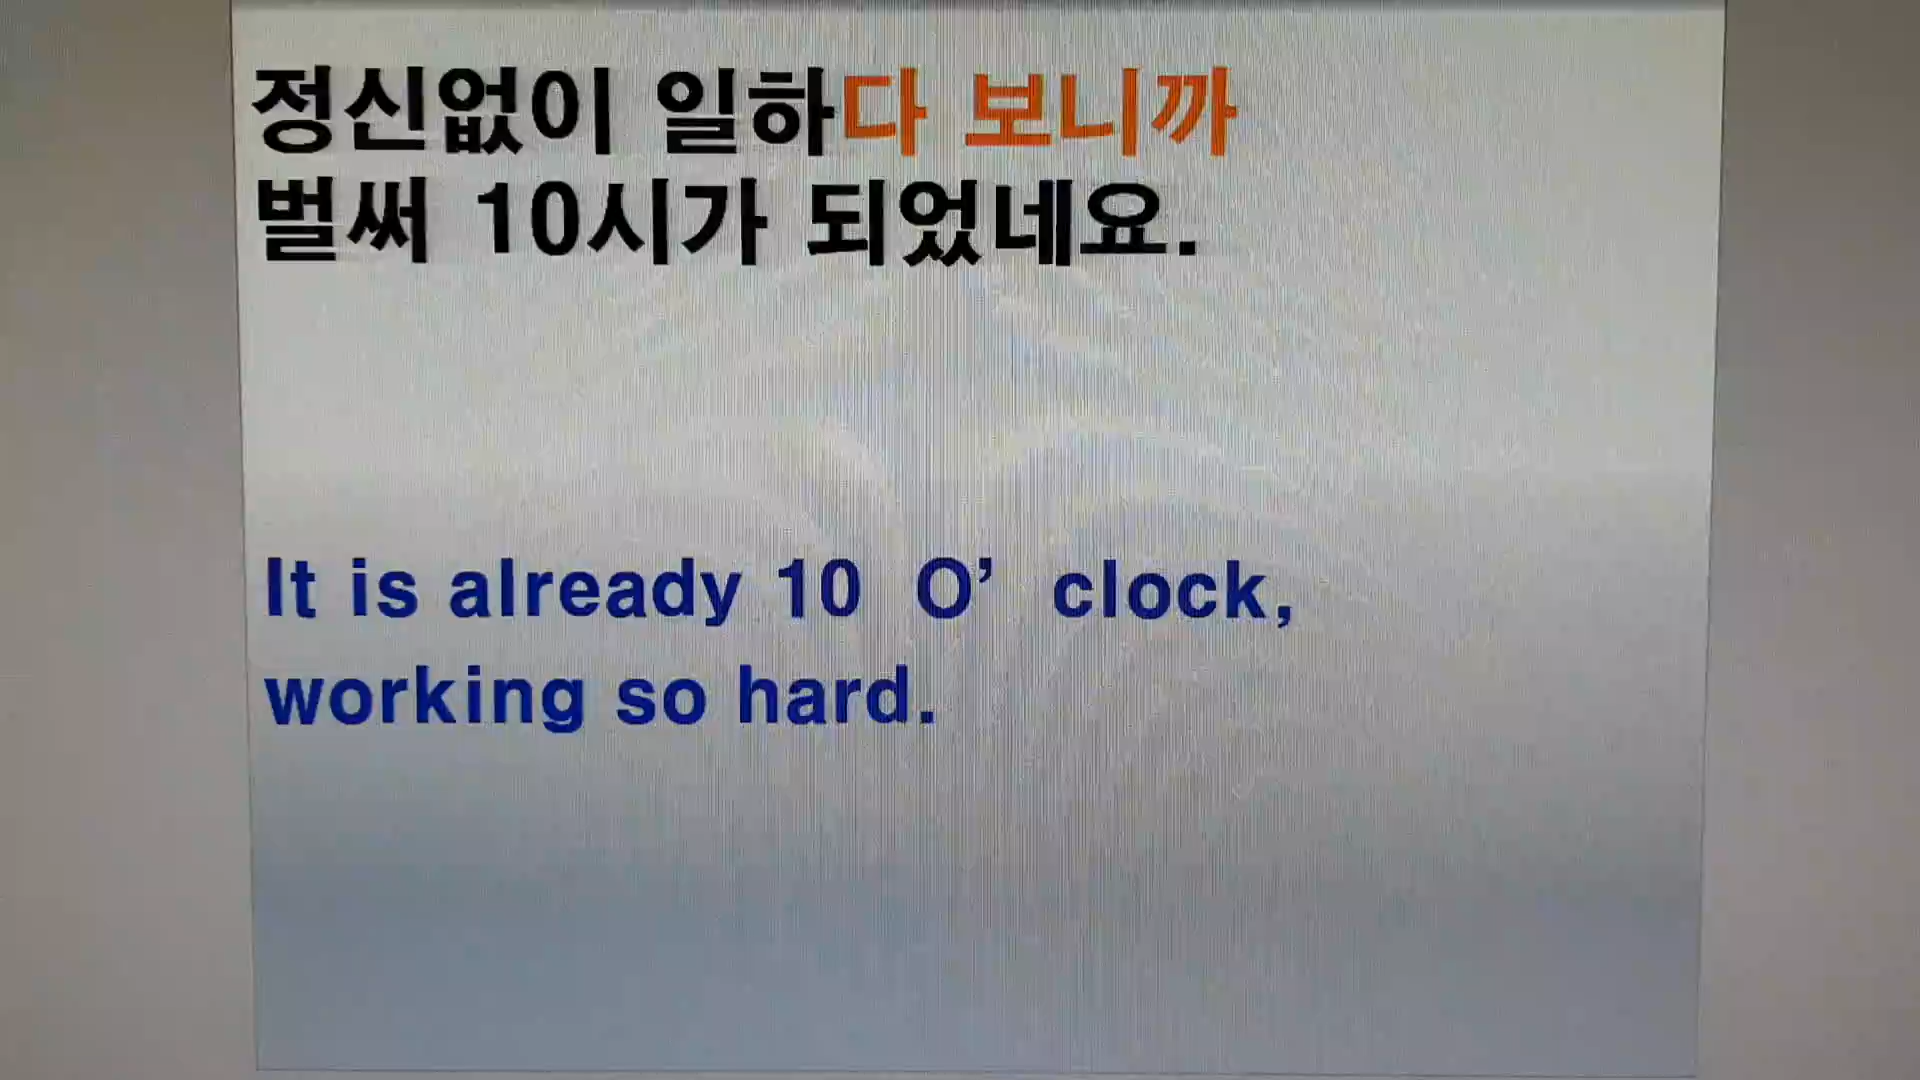 정신없이 일하다 보니까
벌써 10시가 되었네요.
It is already 10 O’ clock,
working so hard.